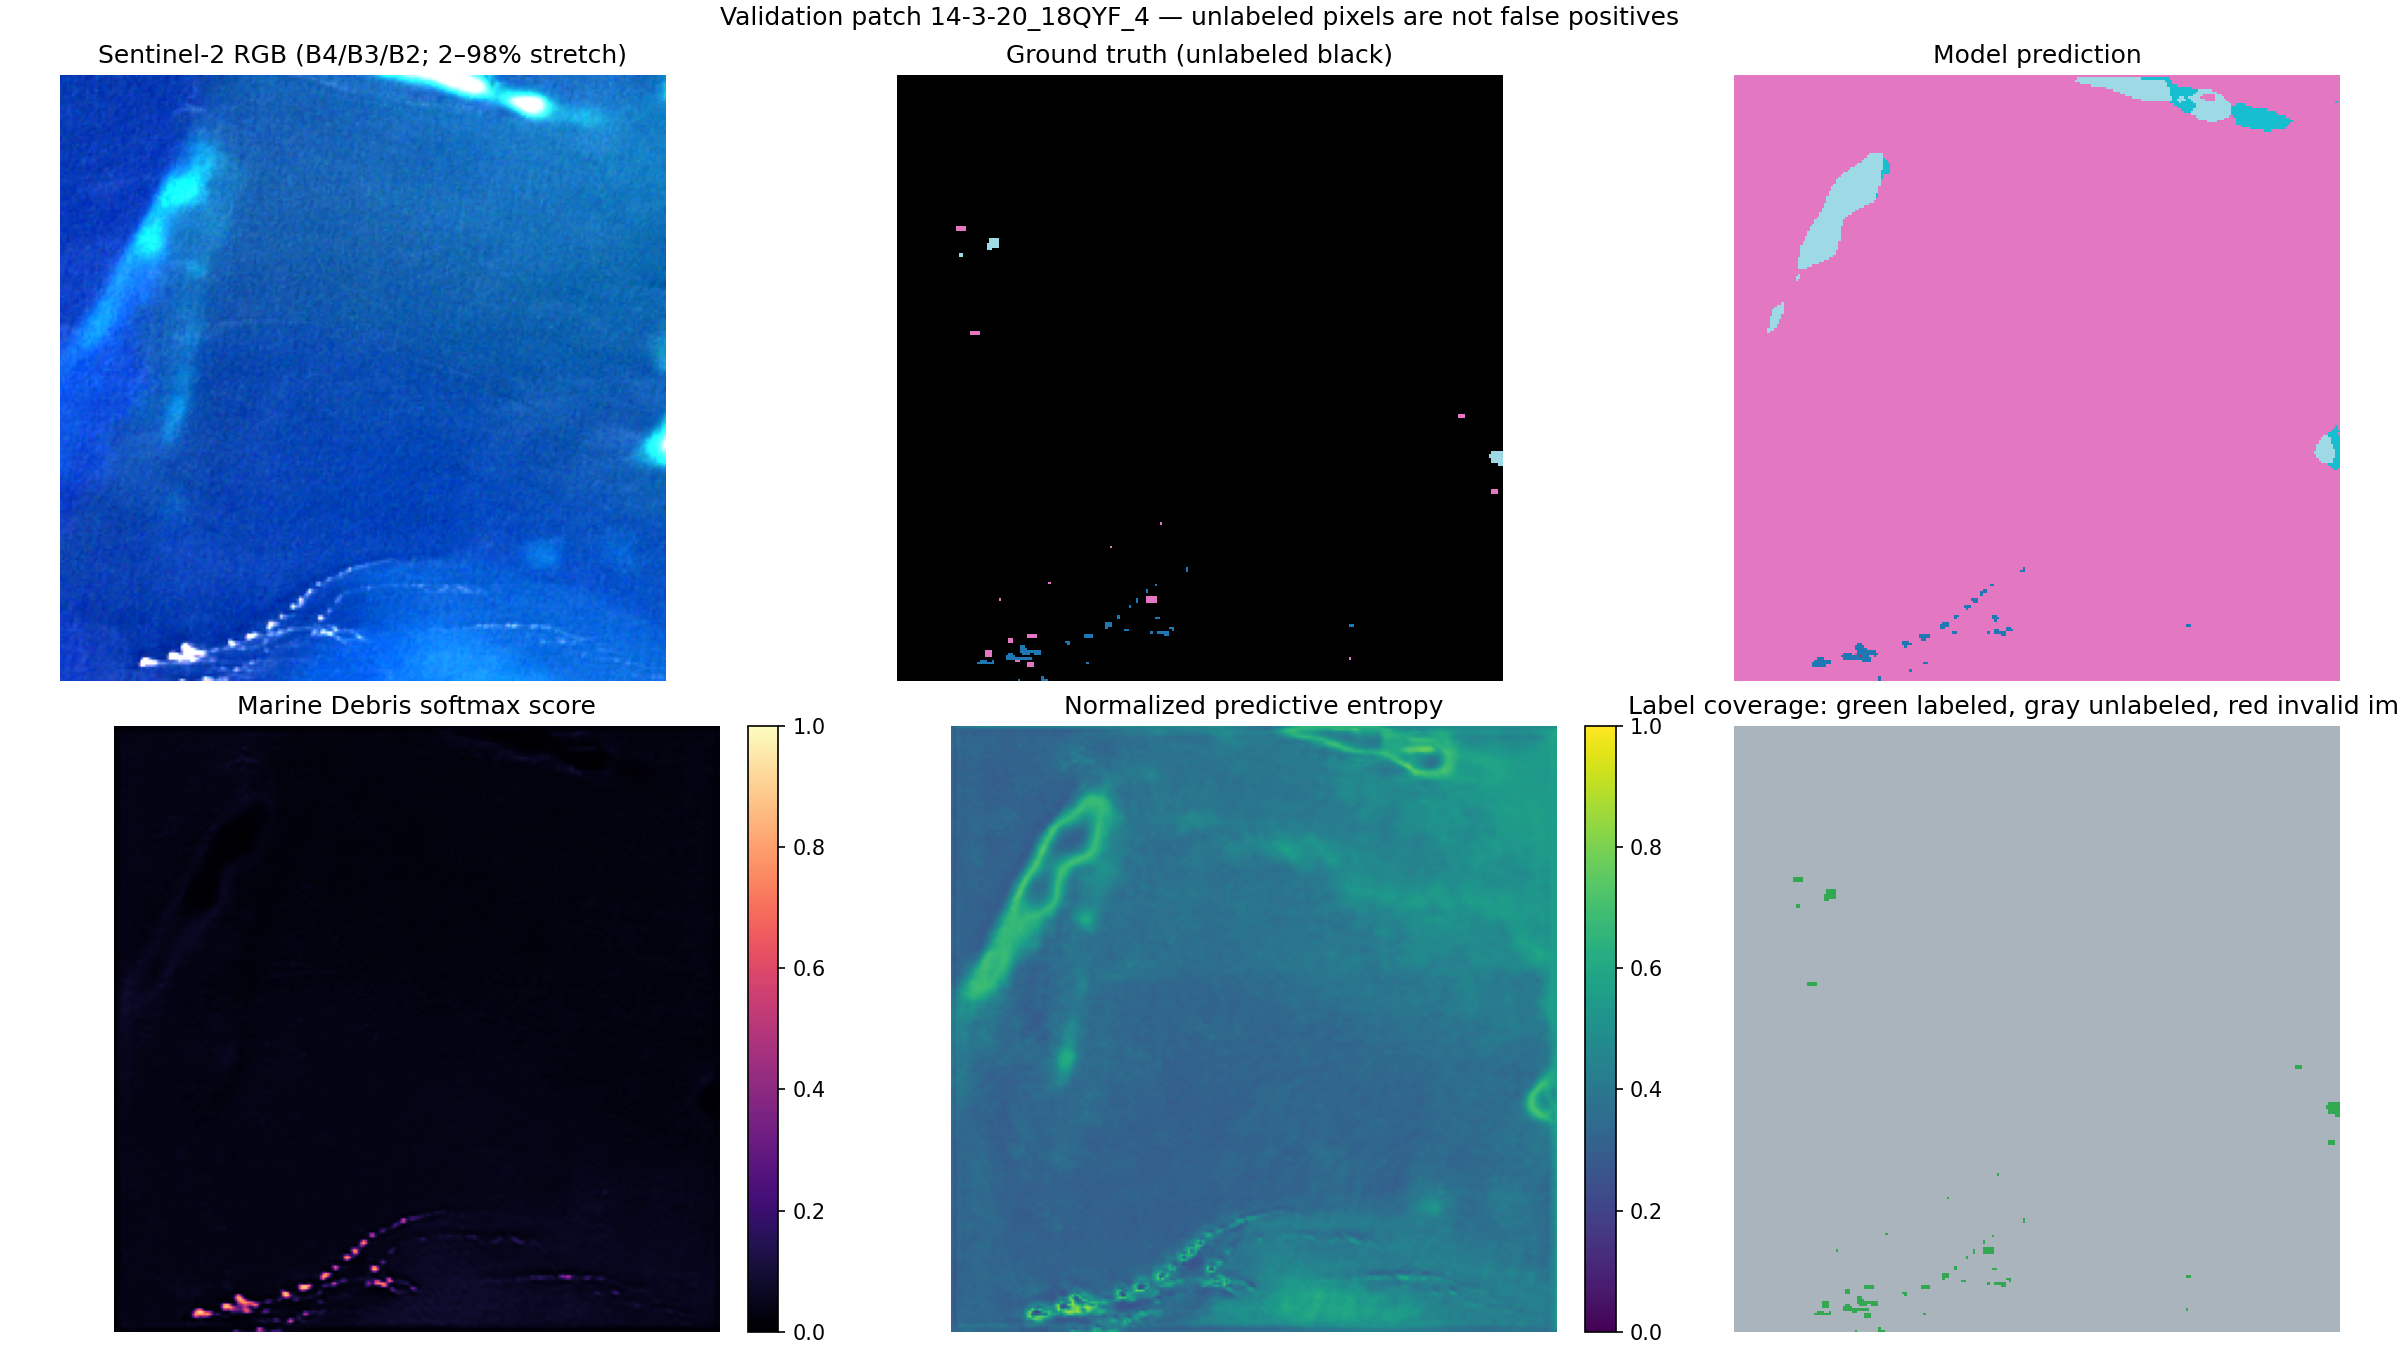 Validation patch 14-3-20_18QYF_4 — unlabeled pixels are not false positives
Sentinel-2 RGB (B4/B3/B2; 2–98% stretch)
Ground truth (unlabeled black)
Model prediction
Marine Debris softmax score
Normalized predictive entropy
Label coverage: green labeled, gray unlabeled, red invalid im
1.0
0.8
0.6
0.4
0.2
0.0
1.0
0.8
0.6
0.4
0.2
0.0